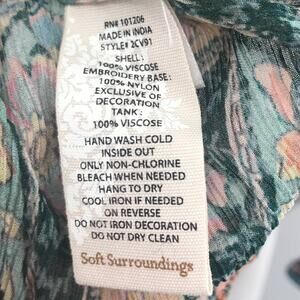 RN# 101206
MADE IN INDIA
STYLE# 2CV91
SHELL:
100% VISCOSE
EMBROIDERY BASE:
100% NYLON
EXCLUSIVE OF
DECORATION
TANK:
100% VISCOSE
HAND WASH COLD
INSIDE OUT
ONLY NON-CHLORINE
BLEACH WHEN NEEDED
HANG TO DRY
COOL IRON IF NEEDED
ON REVERSE
DO NOT IRON DECORATION
DO NOT DRY CLEAN
Soft Surroundings